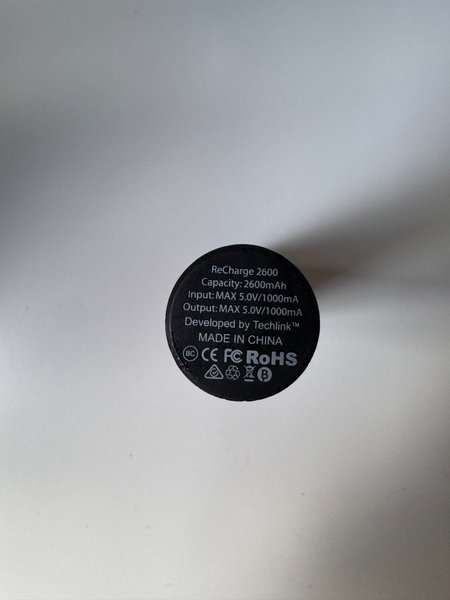 ReCharge 2600
Capacity: 2600mAh
Input: MAX 5.0V/1000mA
Output: MAX 5.0V/1000mA
Developed by Techlink™
MADE IN CHINA
BC CE FC RoHS